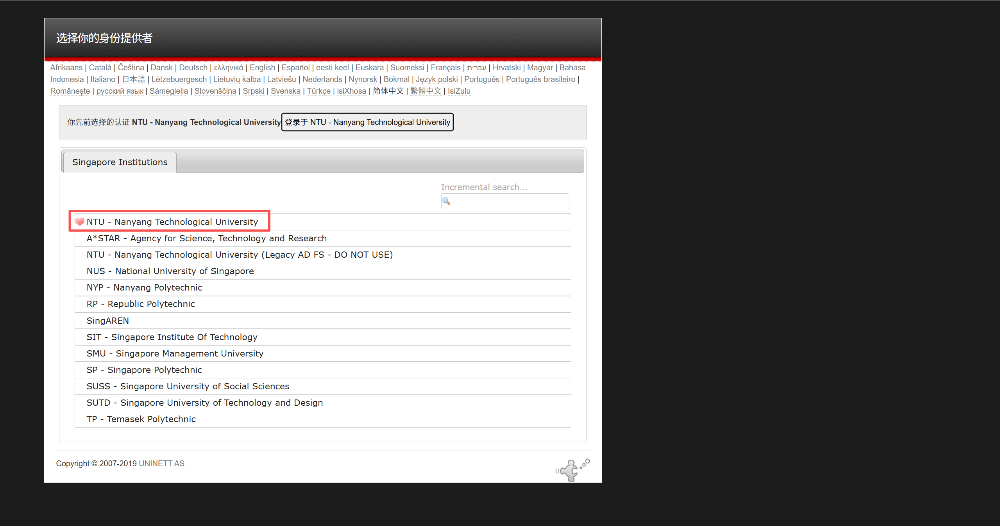 选择你的身份提供者
Afrikaans | Català | Čeština | Dansk | Deutsch | ελληνικά | English | Español | eesti keel | Euskara | Suomeksi | Français | עִבְרִית | Hrvatski | Magyar | Bahasa
Indonesia | Italiano | 日本語 | Lëtzebuergesch | Lietuvių kalba | Latviešu | Nederlands | Nynorsk | Bokmål | Język polski | Português | Português brasileiro |
Românește | русский язык | Sámegiella | Slovenščina | Srpski | Svenska | Türkçe | isiXhosa | 简体中文 | 繁體中文 | IsiZulu
你先前选择的认证 NTU - Nanyang Technological University 登录于 NTU - Nanyang Technological University
Singapore Institutions
Incremental search...
NTU - Nanyang Technological University
A*STAR - Agency for Science, Technology and Research
NTU - Nanyang Technological University (Legacy AD FS - DO NOT USE)
NUS - National University of Singapore
NYP - Nanyang Polytechnic
RP - Republic Polytechnic
SingAREN
SIT - Singapore Institute Of Technology
SMU - Singapore Management University
SP - Singapore Polytechnic
SUSS - Singapore University of Social Sciences
SUTD - Singapore University of Technology and Design
TP - Temasek Polytechnic
Copyright © 2007-2019 UNINETT AS